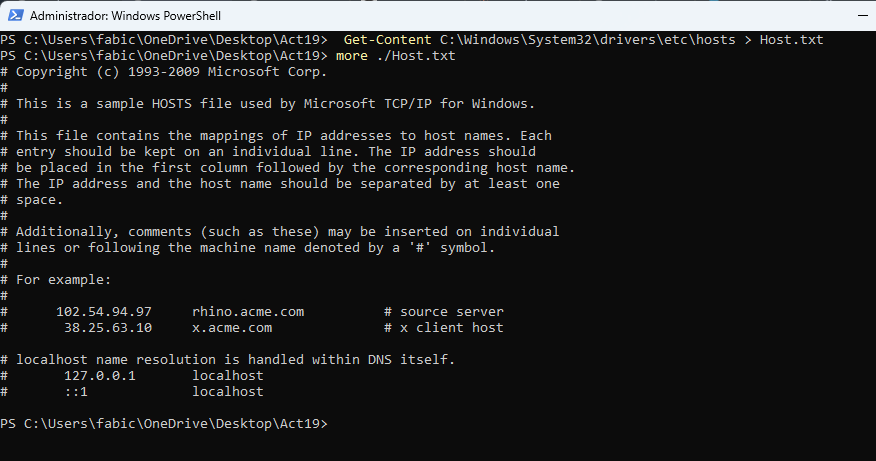 Administrador: Windows PowerShell
PS C:\Users\fabic\OneDrive\Desktop\Act19>  Get-Content C:\Windows\System32\drivers\etc\hosts > Host.txt
PS C:\Users\fabic\OneDrive\Desktop\Act19> more ./Host.txt
# Copyright (c) 1993-2009 Microsoft Corp.
#
# This is a sample HOSTS file used by Microsoft TCP/IP for Windows.
#
# This file contains the mappings of IP addresses to host names. Each
# entry should be kept on an individual line. The IP address should
# be placed in the first column followed by the corresponding host name.
# The IP address and the host name should be separated by at least one
# space.
#
# Additionally, comments (such as these) may be inserted on individual
# lines or following the machine name denoted by a '#' symbol.
#
# For example:
#
#      102.54.94.97     rhino.acme.com          # source server
#       38.25.63.10     x.acme.com              # x client host

# localhost name resolution is handled within DNS itself.
#       127.0.0.1       localhost
#       ::1             localhost

PS C:\Users\fabic\OneDrive\Desktop\Act19>